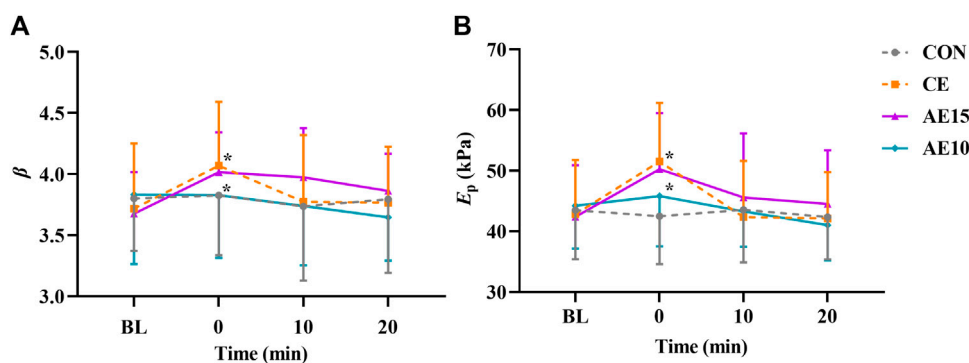 A
5.0
4.5
4.0
3.5
3.0
β
*
*
BL 0 10 20
Time (min)
B
70
60
50
40
30
Ep (kPa)
*
*
BL 0 10 20
Time (min)
CON
CE
AE15
AE10